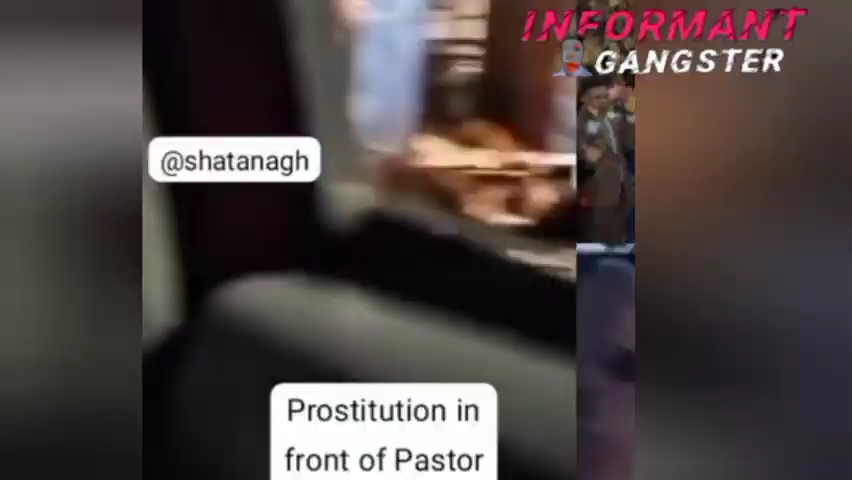 INFORMANT
GANGSTER
@shatanagh
Prostitution in
front of Pastor